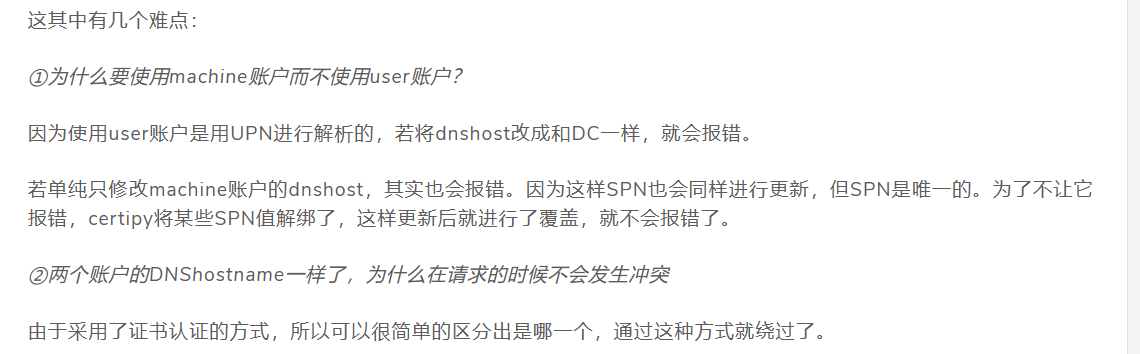 这其中有几个难点：
①为什么要使用machine账户而不使用user账户？
因为使用user账户是用UPN进行解析的，若将dnshost改成和DC一样，就会报错。
若单纯只修改machine账户的dnshost，其实也会报错。因为这样SPN也会同样进行更新，但SPN是唯一的。为了不让它
报错，certipy将某些SPN值解绑了，这样更新后就进行了覆盖，就不会报错了。
②两个账户的DNShostname一样了，为什么在请求的时候不会发生冲突
由于采用了证书认证的方式，所以可以很简单的区分出是哪一个，通过这种方式就绕过了。